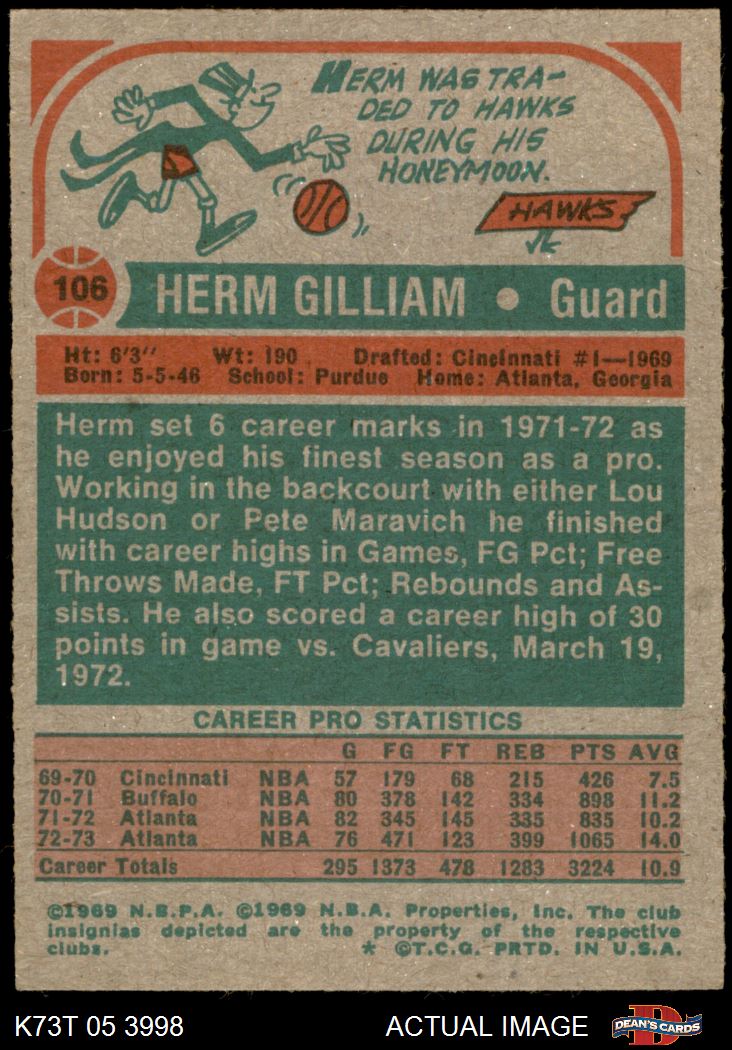 HERM WAS TRA-
DED TO HAWKS
DURING HIS
HONEYMOON.
HAWKS
106 HERM GILLIAM • Guard
Ht: 6'3" Wt: 190 Drafted: Cincinnati #1—1969
Born: 5-5-46 School: Purdue Home: Atlanta, Georgia
Herm set 6 career marks in 1971-72 as
he enjoyed his finest season as a pro.
Working in the backcourt with either Lou
Hudson or Pete Maravich he finished
with career highs in Games, FG Pct; Free
Throws Made, FT Pct; Rebounds and As-
sists. He also scored a career high of 30
points in game vs. Cavaliers, March 19,
1972.
CAREER PRO STATISTICS
G FG FT REB PTS AVG
69-70 Cincinnati NBA 57 179 68 215 426 7.5
70-71 Buffalo NBA 80 378 142 334 898 11.2
71-72 Atlanta NBA 82 345 145 335 835 10.2
72-73 Atlanta NBA 76 471 123 399 1065 14.0
Career Totals 295 1373 478 1283 3224 10.9
©1969 N.B.P.A. ©1969 N.B.A. Properties, Inc. The club
insignias depicted are the property of the respective
clubs. * ©T.C.G. PRTD. IN U.S.A.
K73T 05 3998 ACTUAL IMAGE DEAN'S CARDS